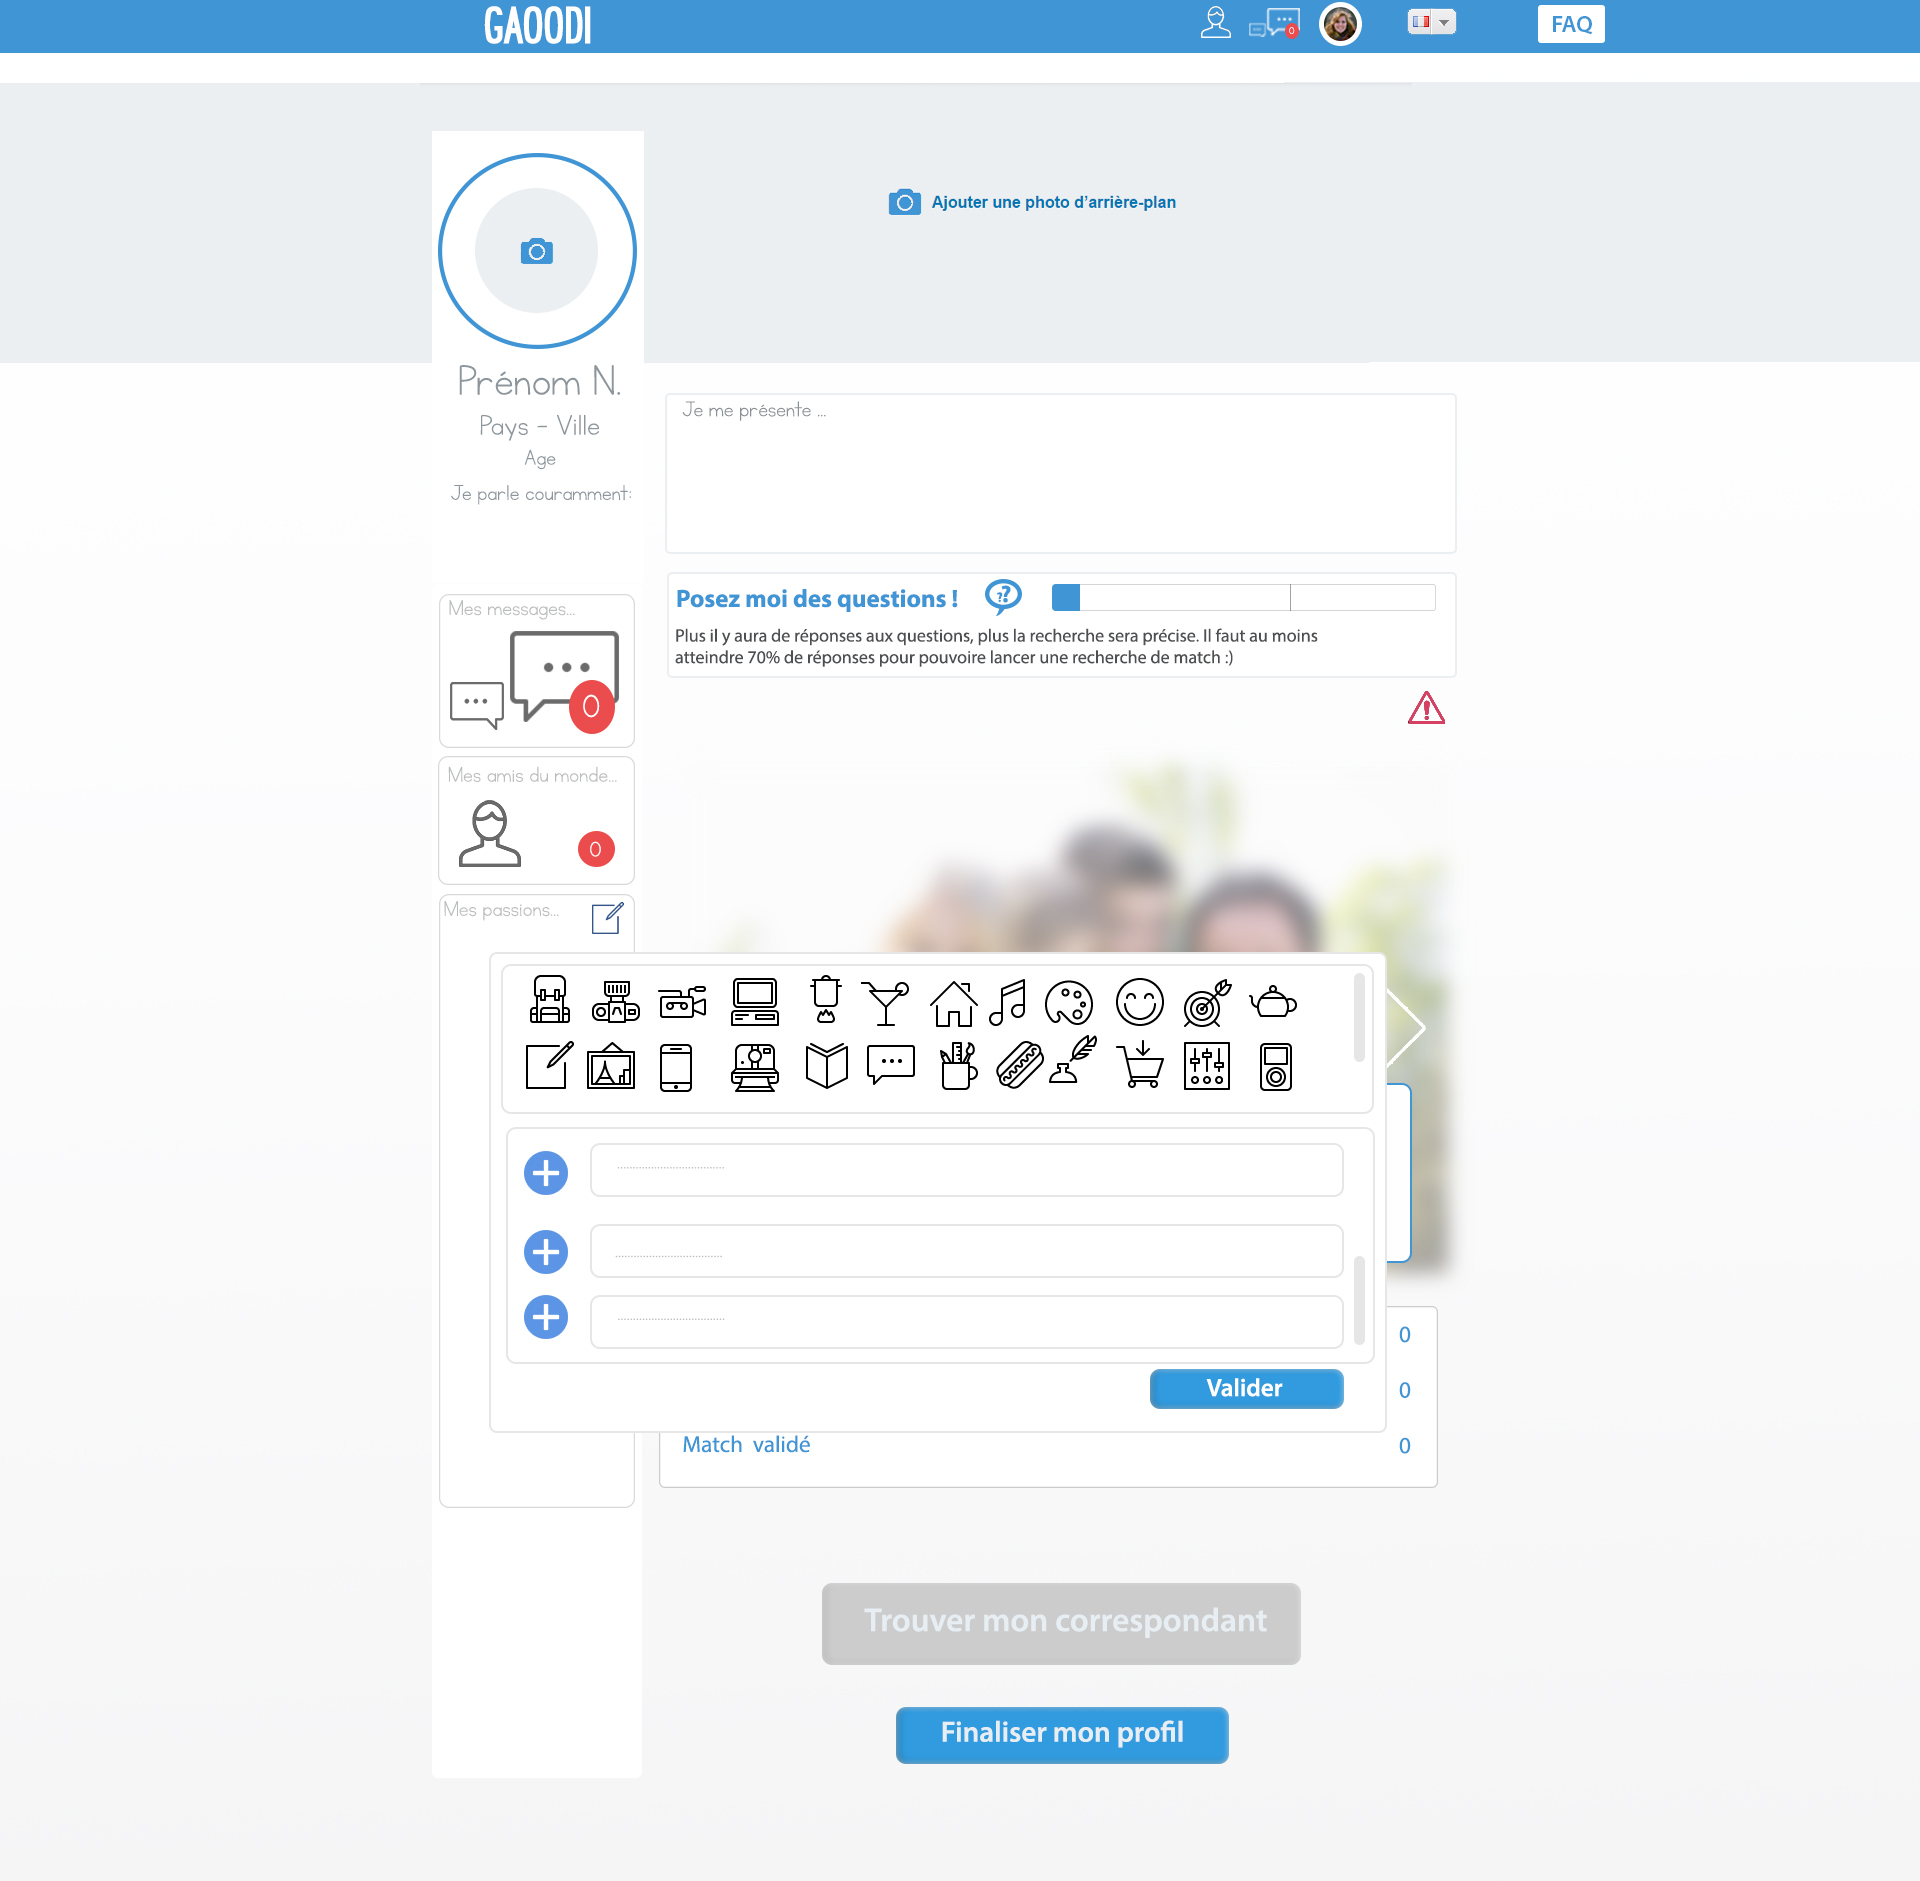 GAOODI
0
FAQ
Ajouter une photo d'arrière-plan
Prénom N.
Pays - Ville
Age
Je parle couramment:
Je me présente ...
Posez moi des questions !
??
Plus il y aura de réponses aux questions, plus la recherche sera précise. Il faut au moins
atteindre 70% de réponses pour pouvoire lancer une recherche de match :)
Mes messages...
0
Mes amis du monde...
0
Mes passions...
Valider
0
0
Match validé 0
Trouver mon correspondant
Finaliser mon profil